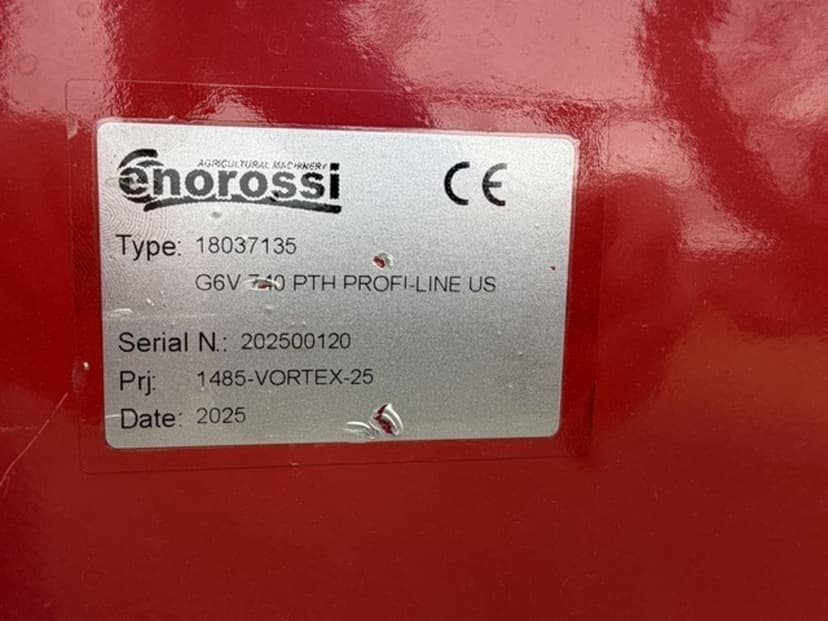 AGRICULTURAL MACHINERY
enorossi
CE
Type: 18037135
G6V 740 PTH PROFI-LINE US
Serial N.: 202500120
Prj: 1485-VORTEX-25
Date: 2025